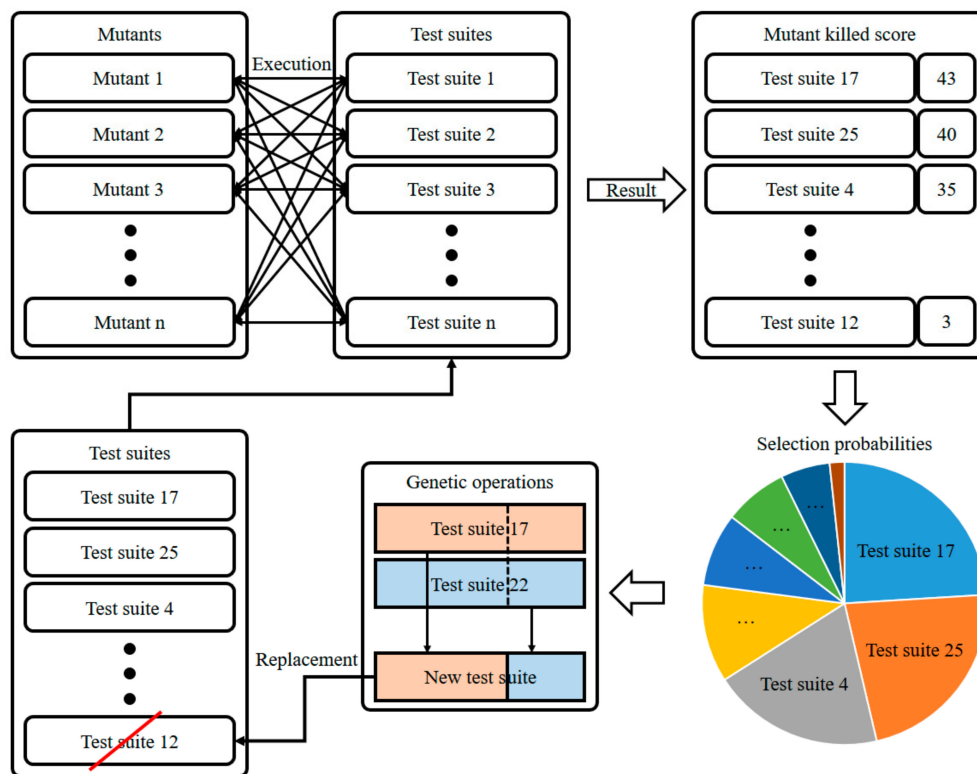 Mutants
Mutant 1
Mutant 2
Mutant 3
Mutant n
Execution
Test suites
Test suite 1
Test suite 2
Test suite 3
Test suite n
Result
Mutant killed score
Test suite 17 43
Test suite 25 40
Test suite 4 35
Test suite 12 3
Selection probabilities
Test suite 17
Test suite 25
Test suite 4
...
...
...
...
Genetic operations
Test suite 17
Test suite 22
New test suite
Replacement
Test suites
Test suite 17
Test suite 25
Test suite 4
Test suite 12